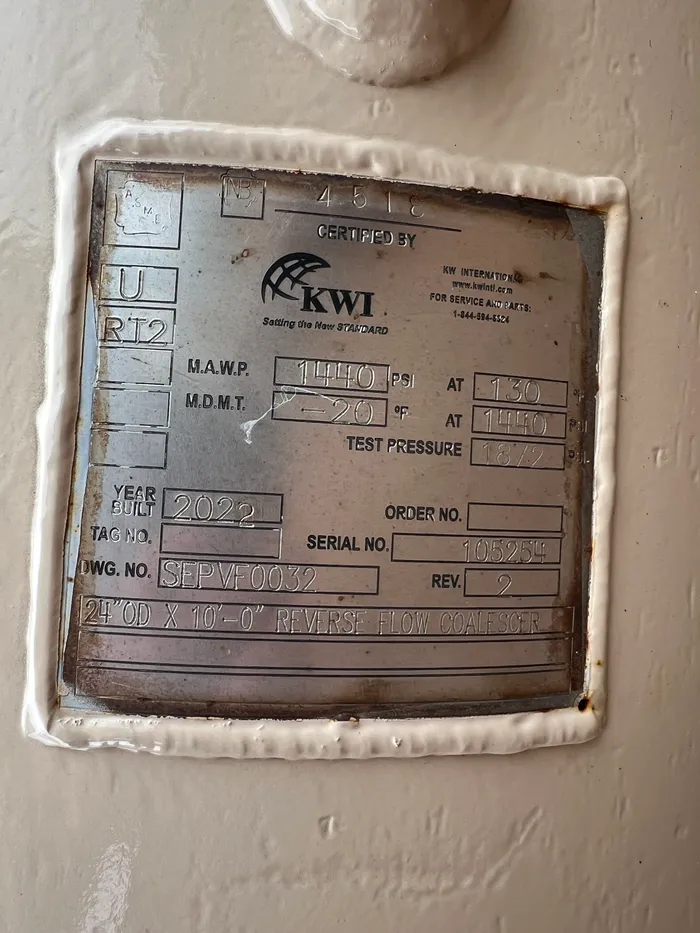 ASME NB 4518
CERTIFIED BY
U
KWI
Setting the New STANDARD
KW INTERNATIONAL
www.kwintl.com
FOR SERVICE AND PARTS:
RT2
M.A.W.P. 1440 PSI AT 130 °F
M.D.M.T. -20 °F AT 1440 PSI
TEST PRESSURE 1872 PSI
YEAR BUILT 2022 ORDER NO.
TAG NO. SERIAL NO. 105254
DWG. NO. SEPVF0032 REV. 2
24"OD X 10'-0" REVERSE FLOW COALESCER